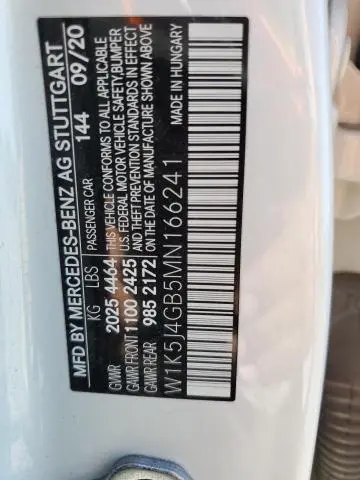 MFD BY MERCEDES-BENZ AG STUTTGART
PASSENGER CAR 144 09/20
KG LBS
GVWR 2025 4464
GAWR FRONT 1100 2425
GAWR REAR 985 2172
THIS VEHICLE CONFORMS TO ALL APPLICABLE
U.S. FEDERAL MOTOR VEHICLE SAFETY,BUMPER
AND THEFT PREVENTION STANDARDS IN EFFECT
ON THE DATE OF MANUFACTURE SHOWN ABOVE
MADE IN HUNGARY
W1K5J4GB5MN166241